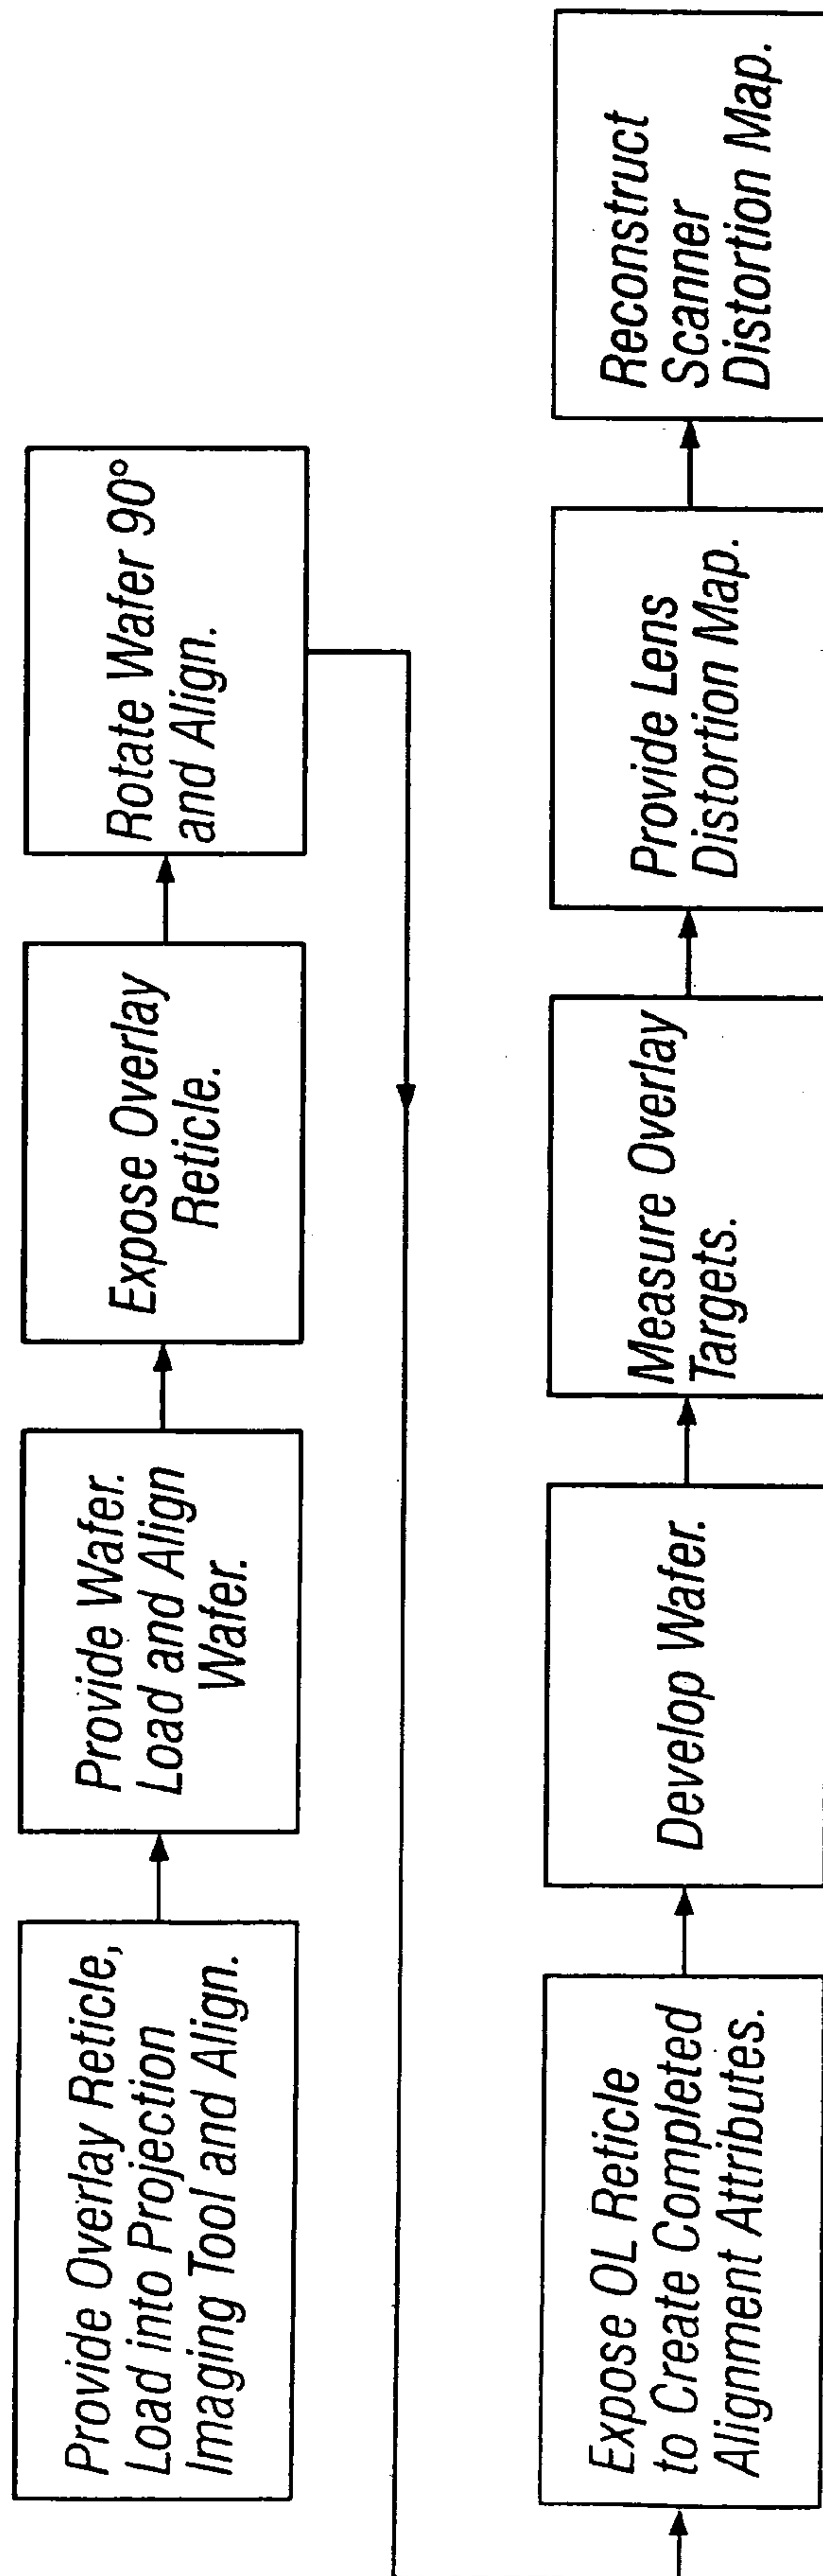 Provide Overlay Reticle,
Load into Projection
Imaging Tool and Align.
Provide Wafer.
Load and Align
Wafer.
Expose Overlay
Reticle.
Rotate Wafer 90°
and Align.
Expose OL Reticle
to Create Completed
Alignment Attributes.
Develop Wafer.
Measure Overlay
Targets.
Provide Lens
Distortion Map.
Reconstruct
Scanner
Distortion Map.